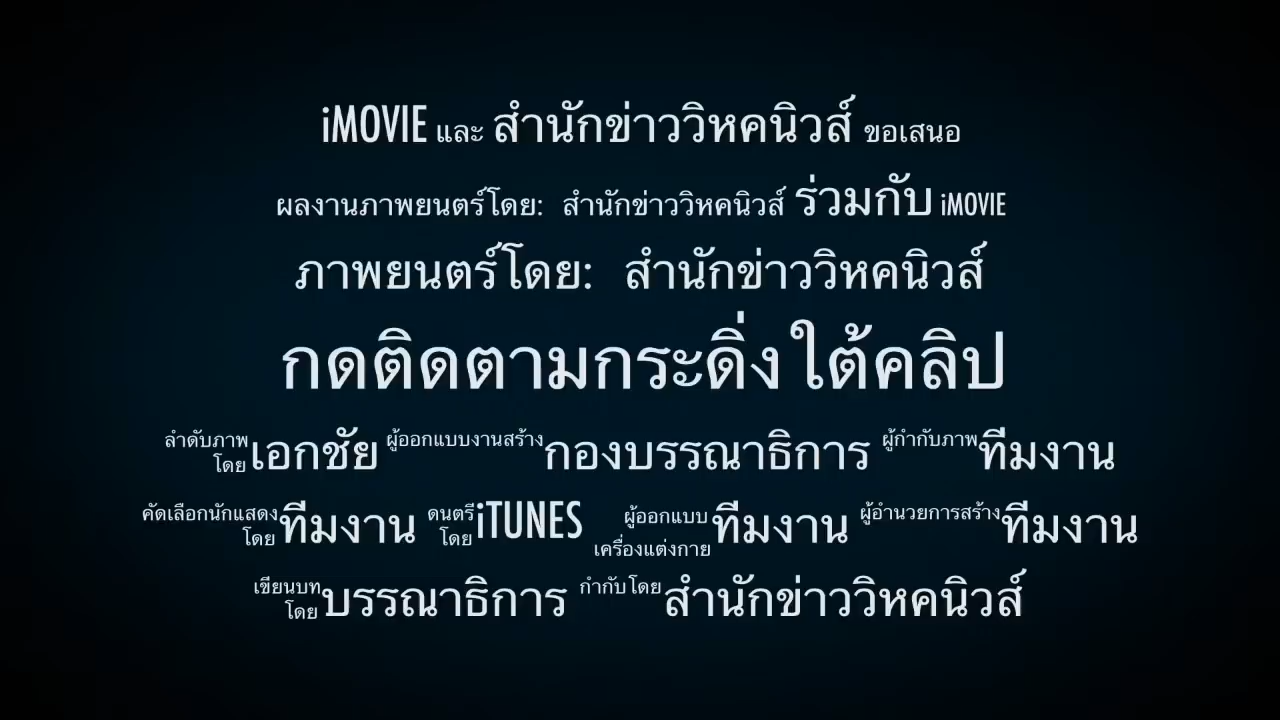 iMOVIE และ สำนักข่าววิหคนิวส์ ขอเสนอ
ผลงานภาพยนตร์โดย: สำนักข่าววิหคนิวส์ ร่วมกับ iMOVIE
ภาพยนตร์โดย: สำนักข่าววิหคนิวส์
กดติดตามกระดิ่ง ใต้คลิป
ลำดับภาพโดย เอกชัย ผู้ออกแบบงานสร้าง กองบรรณาธิการ ผู้กำกับภาพ ทีมงาน
คัดเลือกนักแสดงโดย ทีมงาน ดนตรีโดย iTUNES ผู้ออกแบบเครื่องแต่งกาย ทีมงาน ผู้อำนวยการสร้าง ทีมงาน
เขียนบทโดย บรรณาธิการ กำกับโดย สำนักข่าววิหคนิวส์